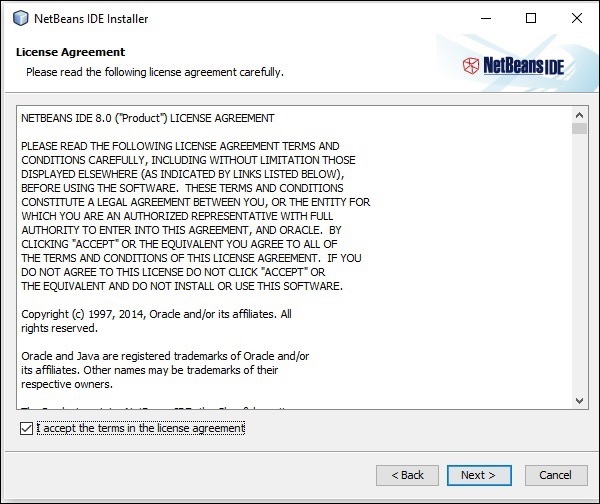 NetBeans IDE Installer
License Agreement
Please read the following license agreement carefully.
NetBeans IDE
NETBEANS IDE 8.0 ("Product") LICENSE AGREEMENT
PLEASE READ THE FOLLOWING LICENSE AGREEMENT TERMS AND
CONDITIONS CAREFULLY, INCLUDING WITHOUT LIMITATION THOSE
DISPLAYED ELSEWHERE (AS INDICATED BY LINKS LISTED BELOW),
BEFORE USING THE SOFTWARE.  THESE TERMS AND CONDITIONS
CONSTITUTE A LEGAL AGREEMENT BETWEEN YOU, OR THE ENTITY FOR
WHICH YOU ARE AN AUTHORIZED REPRESENTATIVE WITH FULL
AUTHORITY TO ENTER INTO THIS AGREEMENT, AND ORACLE.  BY
CLICKING "ACCEPT" OR THE EQUIVALENT YOU AGREE TO ALL OF
THE TERMS AND CONDITIONS OF THIS LICENSE AGREEMENT.  IF YOU
DO NOT AGREE TO THIS LICENSE DO NOT CLICK "ACCEPT" OR
THE EQUIVALENT AND DO NOT INSTALL OR USE THIS SOFTWARE.
Copyright (c) 1997, 2014, Oracle and/or its affiliates. All
rights reserved.
Oracle and Java are registered trademarks of Oracle and/or
its affiliates. Other names may be trademarks of their
respective owners.
I accept the terms in the license agreement
< Back
Next >
Cancel